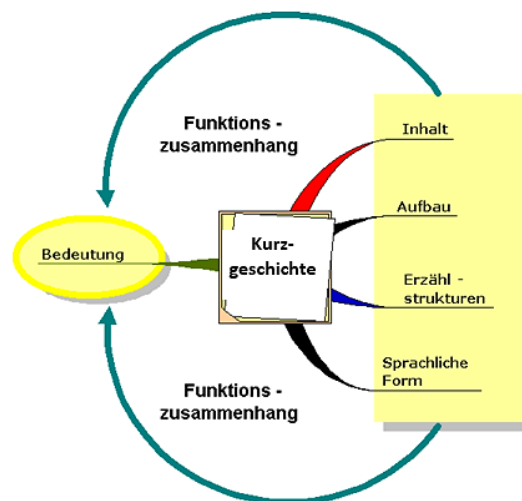 Funktions -
zusammenhang
Inhalt
Aufbau
Bedeutung
Kurz-
geschichte
Erzähl -
strukturen
Sprachliche
Form
Funktions -
zusammenhang